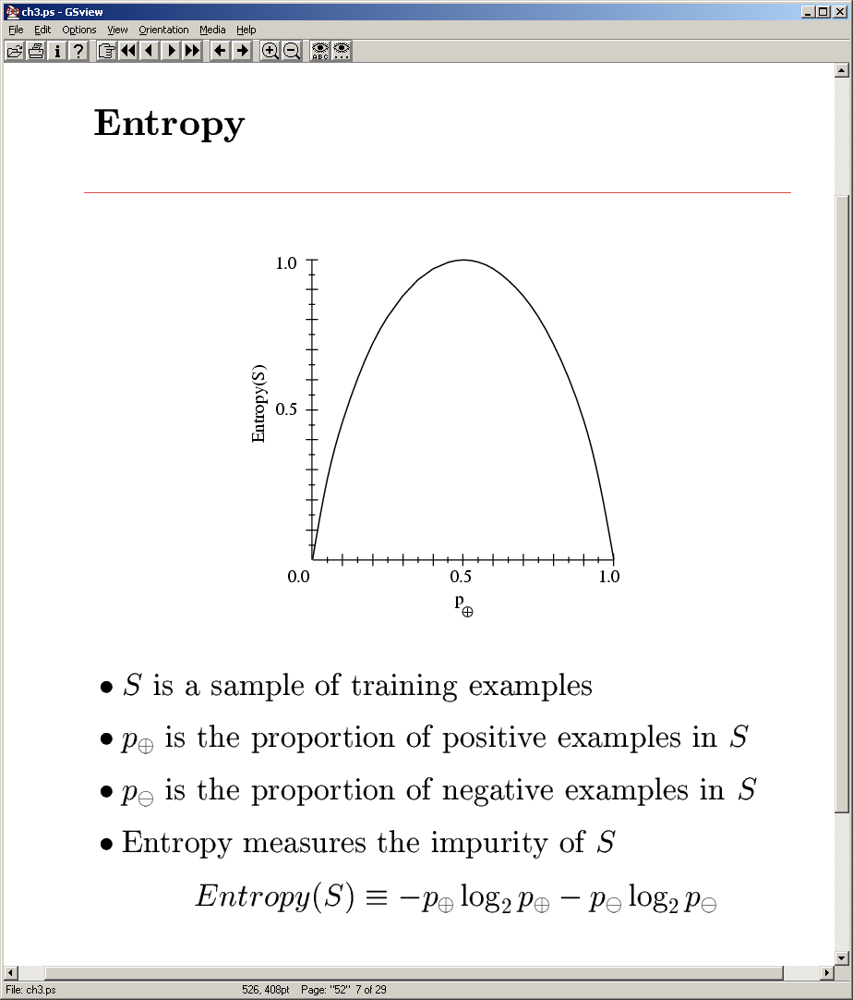 ch3.ps - GSview
File Edit Options View Orientation Media Help
i ? ABC
Entropy
1.0
Entropy(S)
0.5
0.0 0.5 1.0
p⊕
• S is a sample of training examples
• p⊕ is the proportion of positive examples in S
• p⊖ is the proportion of negative examples in S
• Entropy measures the impurity of S
Entropy(S) ≡ −p⊕ log₂ p⊕ − p⊖ log₂ p⊖
File: ch3.ps 526, 408pt Page: "52" 7 of 29